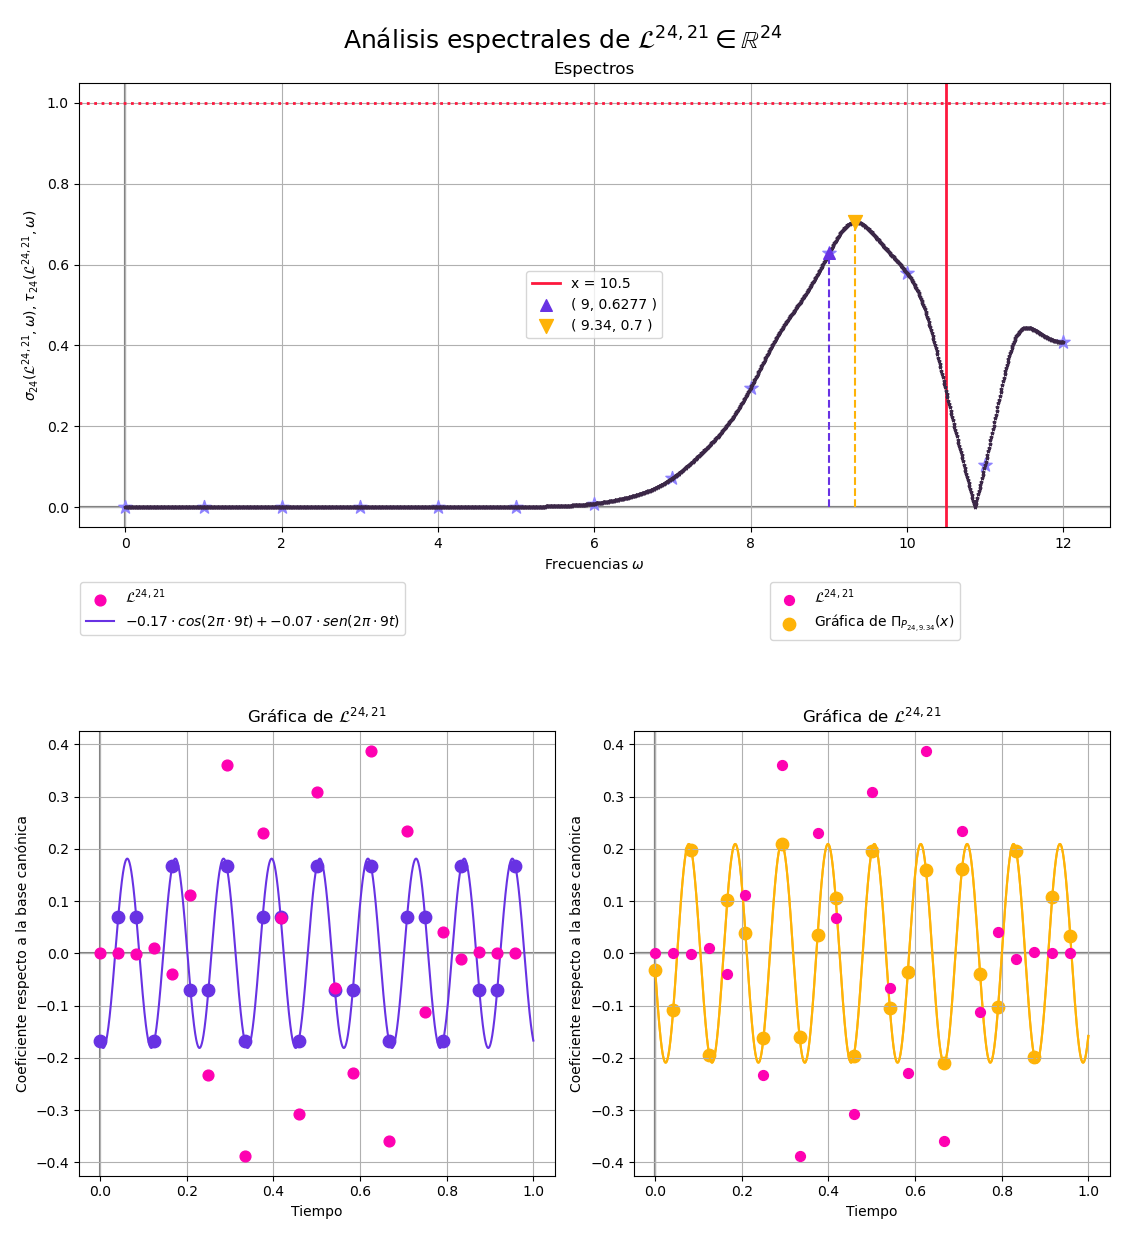 Análisis espectrales de 𝓛^{24,21} ∈ ℝ^{24}
Espectros
σ_{24}(𝓛^{24,21}, ω), τ_{24}(𝓛^{24,21}, ω)
1.0
0.8
0.6
0.4
0.2
0.0
x = 10.5
( 9, 0.6277 )
( 9.34, 0.7 )
0 2 4 6 8 10 12
Frecuencias ω
𝓛^{24,21}
−0.17 · cos(2π · 9t) + −0.07 · sen(2π · 9t)
𝓛^{24,21}
Gráfica de Π_{P_{24,9.34}}(x)
Gráfica de 𝓛^{24,21}
Coeficiente respecto a la base canónica
0.4
0.3
0.2
0.1
0.0
−0.1
−0.2
−0.3
−0.4
0.0 0.2 0.4 0.6 0.8 1.0
Tiempo
Gráfica de 𝓛^{24,21}
Coeficiente respecto a la base canónica
0.4
0.3
0.2
0.1
0.0
−0.1
−0.2
−0.3
−0.4
0.0 0.2 0.4 0.6 0.8 1.0
Tiempo